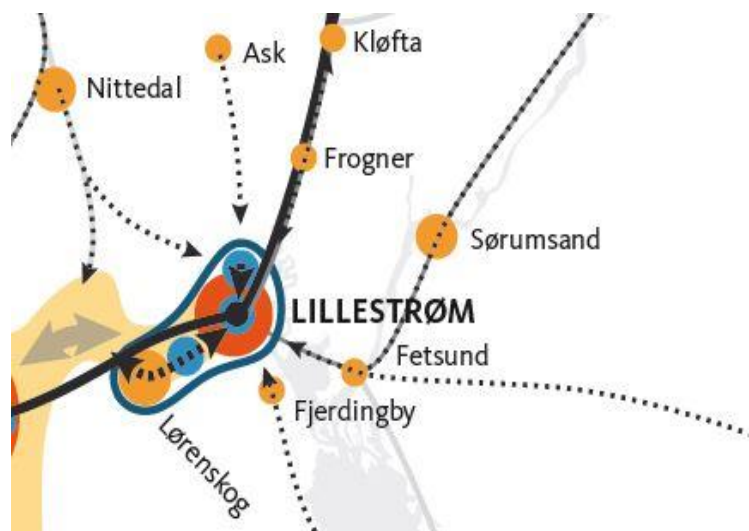 Kløfta
Ask
Nittedal
Frogner
Sørumsand
LILLESTRØM
Fetsund
Fjerdingby
Lørenskog